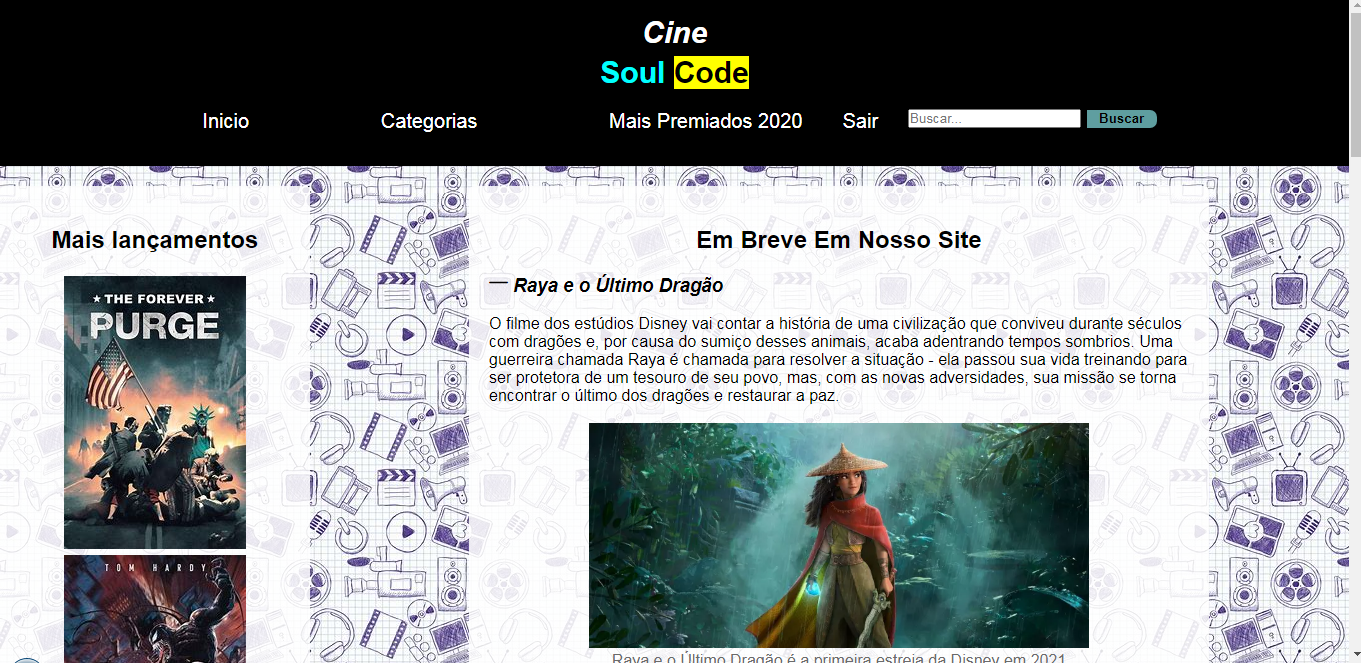 Cine
Soul Code
Inicio Categorias Mais Premiados 2020 Sair Buscar... Buscar
Mais lançamentos
THE FOREVER
PURGE
TOM HARDY
Em Breve Em Nosso Site
— Raya e o Último Dragão
O filme dos estúdios Disney vai contar a história de uma civilização que conviveu durante séculos
com dragões e, por causa do sumiço desses animais, acaba adentrando tempos sombrios. Uma
guerreira chamada Raya é chamada para resolver a situação - ela passou sua vida treinando para
ser protetora de um tesouro de seu povo, mas, com as novas adversidades, sua missão se torna
encontrar o último dos dragões e restaurar a paz.
Raya e o Último Dragão é a primeira estreia da Disney em 2021